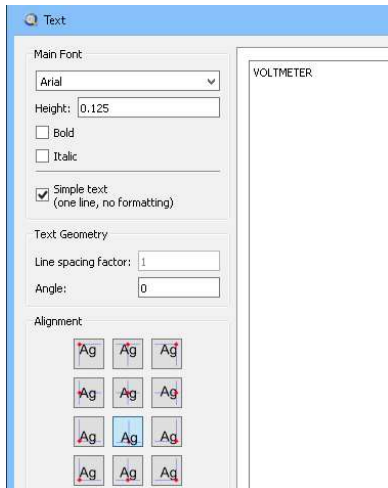 Text
Main Font
Arial
VOLTMETER
Height: 0.125
Bold
Italic
Simple text
(one line, no formatting)
Text Geometry
Line spacing factor: 1
Angle: 0
Alignment
Ag Ag Ag
Ag Ag Ag
Ag Ag Ag
Ag Ag Ag